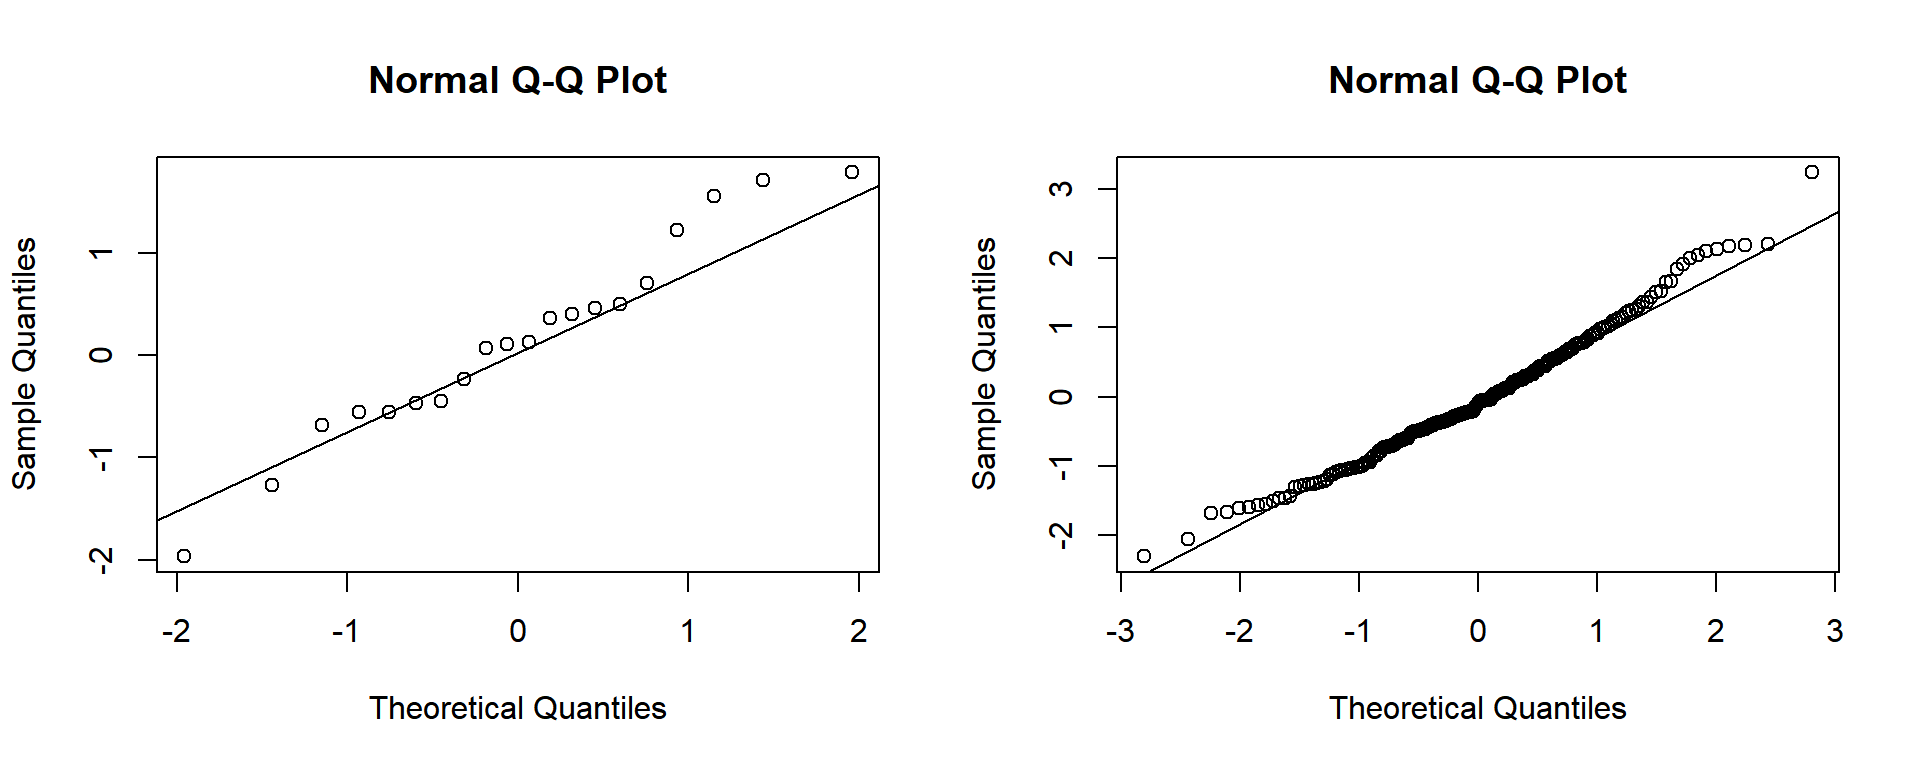 Normal Q-Q Plot
Sample Quantiles
1
0
-1
-2
-2 -1 0 1 2
Theoretical Quantiles
Normal Q-Q Plot
Sample Quantiles
3
2
1
0
-1
-2
-3 -2 -1 0 1 2 3
Theoretical Quantiles